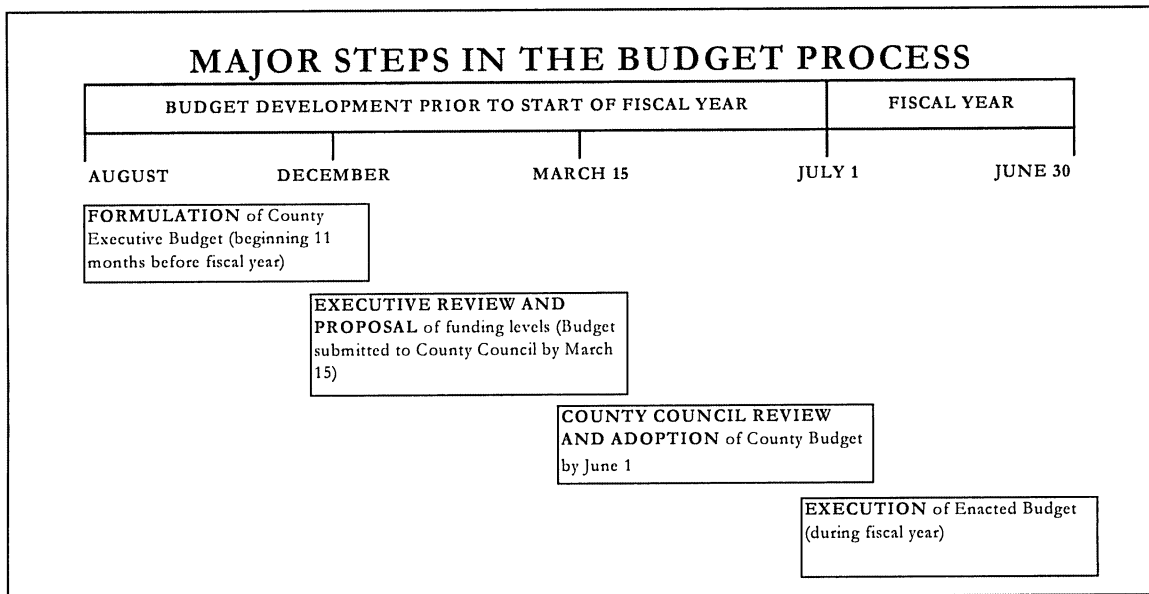 MAJOR STEPS IN THE BUDGET PROCESS
BUDGET DEVELOPMENT PRIOR TO START OF FISCAL YEAR
FISCAL YEAR
AUGUST
DECEMBER
MARCH 15
JULY 1
JUNE 30
FORMULATION of County
Executive Budget (beginning 11
months before fiscal year)
EXECUTIVE REVIEW AND
PROPOSAL of funding levels (Budget
submitted to County Council by March
15)
COUNTY COUNCIL REVIEW
AND ADOPTION of County Budget
by June 1
EXECUTION of Enacted Budget
(during fiscal year)